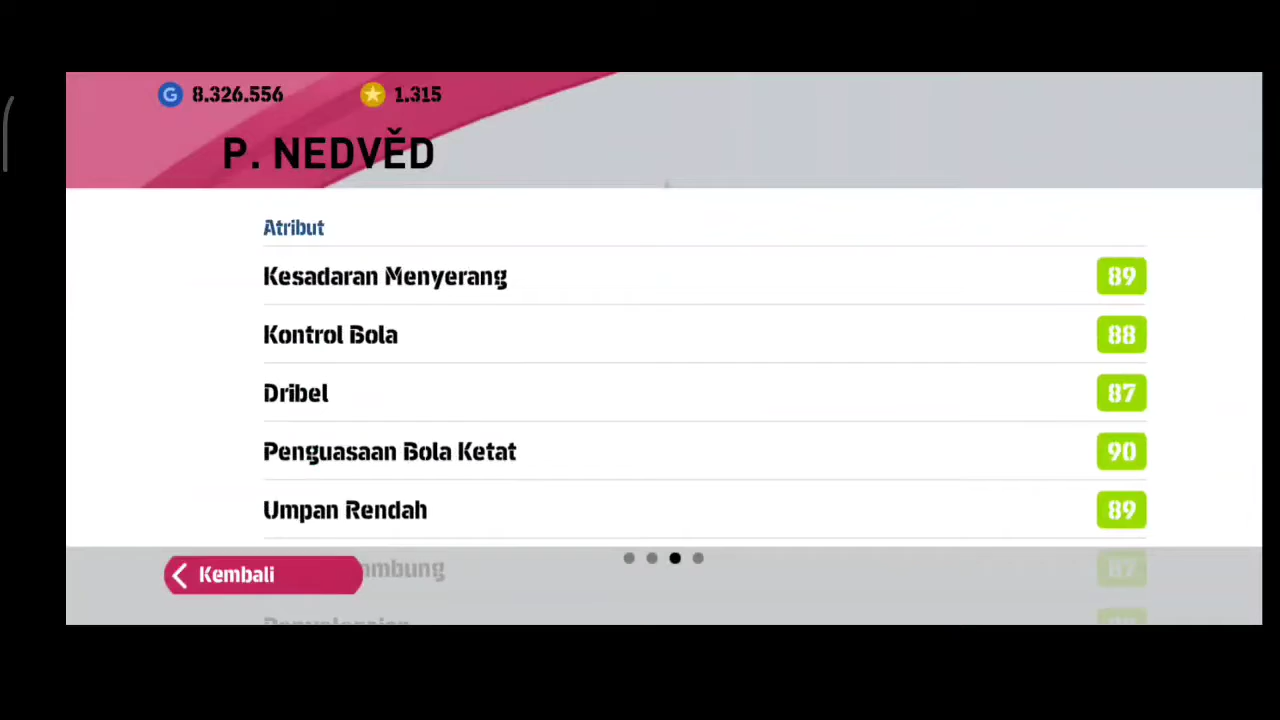 G 8.326.556 1.315
P. NEDVĚD
Atribut
Kesadaran Menyerang 89
Kontrol Bola 88
Dribel 87
Penguasaan Bola Ketat 90
Umpan Rendah 89
Kembali 87